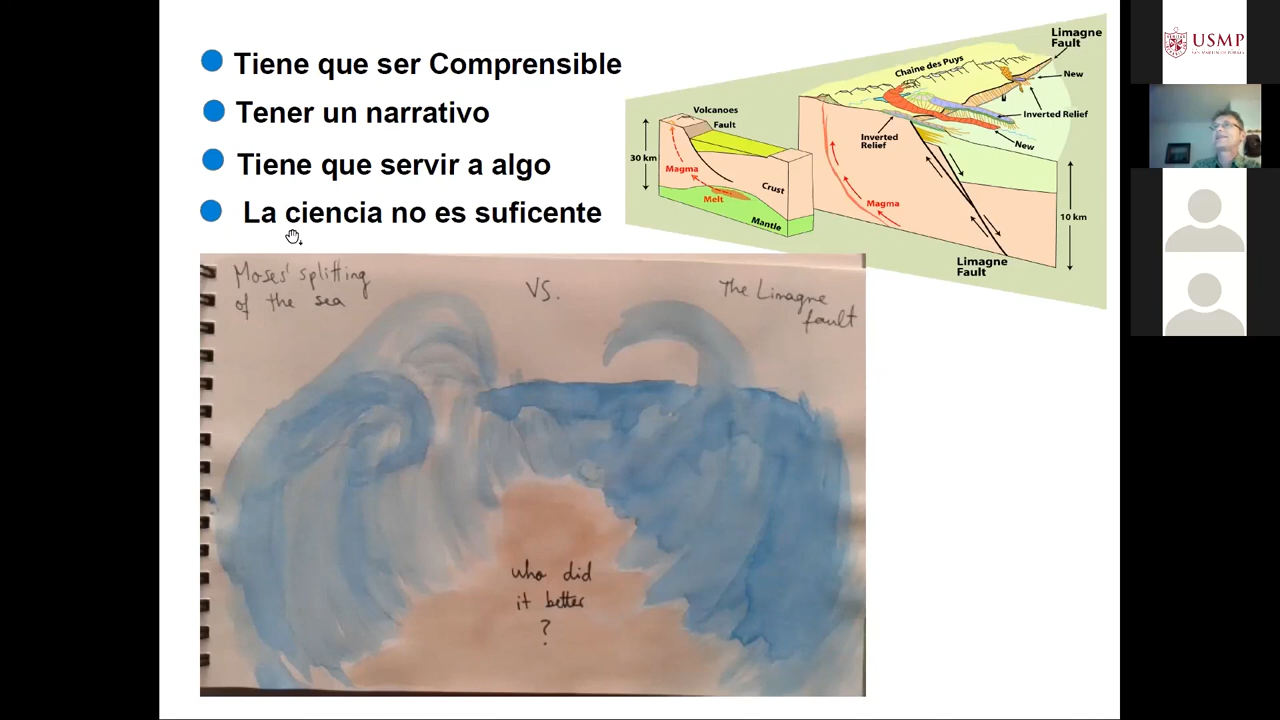 Tiene que ser Comprensible
Tener un narrativo
Tiene que servir a algo
La ciencia no es suficente
Volcanoes
Fault
30 km
Magma
Melt
Crust
Mantle
Chaine des Puys
Limagne
Fault
New
Inverted Relief
New
Inverted
Relief
Magma
10 km
Limagne
Fault
Moses' splitting
of the sea
VS.
The Limagne
fault
who did
it better
?
USMP